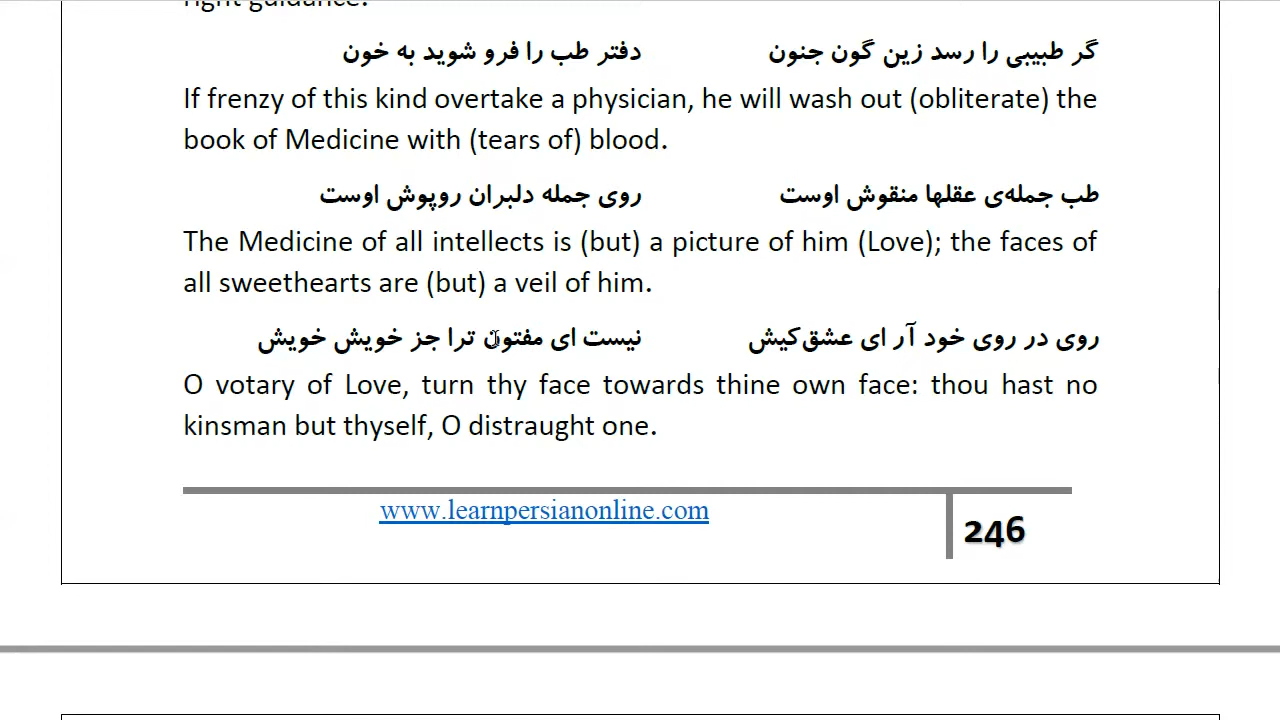 right guidance.
گر طبیبی را رسد زین گون جنون دفتر طب را فرو شوید به خون
If frenzy of this kind overtake a physician, he will wash out (obliterate) the
book of Medicine with (tears of) blood.
طب جمله‌ی عقلها منقوش اوست روی جمله دلبران روپوش اوست
The Medicine of all intellects is (but) a picture of him (Love); the faces of
all sweethearts are (but) a veil of him.
روی در روی خود آر ای عشق‌کیش نیست ای مفتون ترا جز خویش خویش
O votary of Love, turn thy face towards thine own face: thou hast no
kinsman but thyself, O distraught one.
www.learnpersianonline.com
246